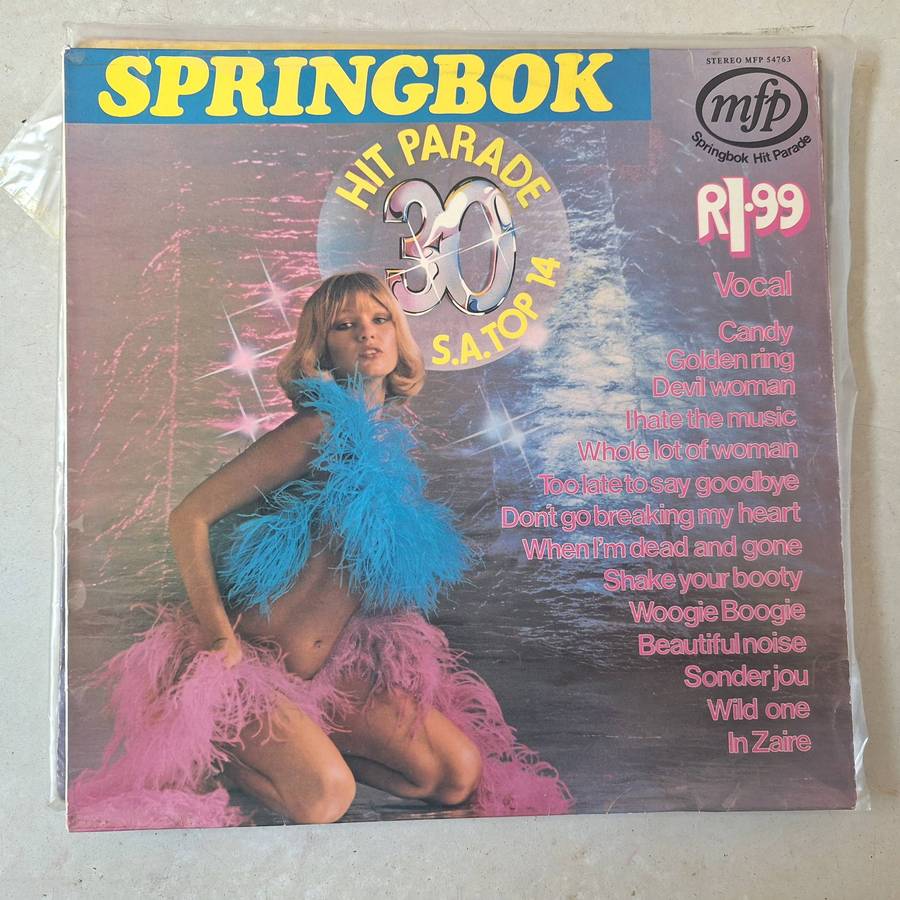 SPRINGBOK
STEREO MFP 54763
mfp
Springbok Hit Parade
HIT PARADE
30
S.A. TOP 14
R1·99
Vocal
Candy
Golden ring
Devil woman
I hate the music
Whole lot of woman
Too late to say goodbye
Don't go breaking my heart
When I'm dead and gone
Shake your booty
Woogie Boogie
Beautiful noise
Sonder jou
Wild one
In Zaire